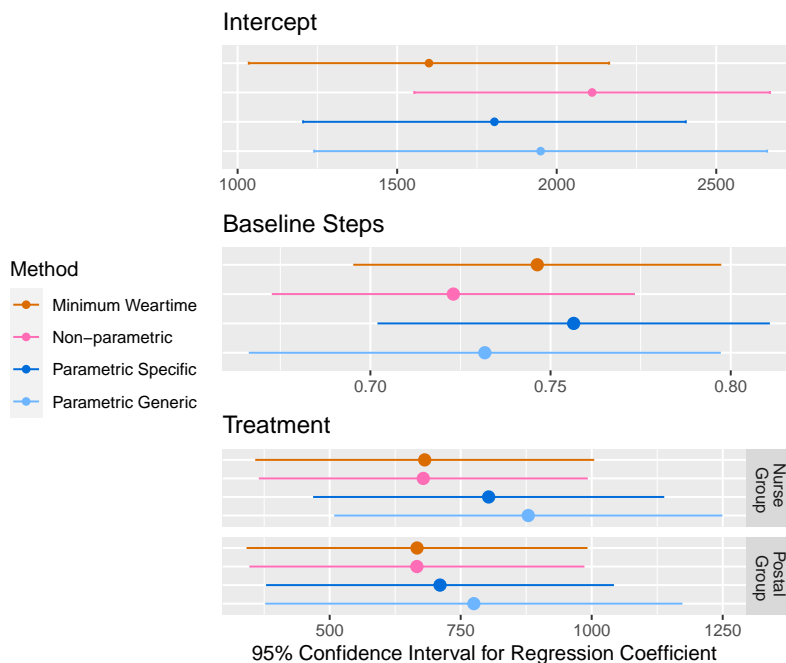 Intercept
1000 1500 2000 2500
Baseline Steps
0.70 0.75 0.80
Method
Minimum Weartime
Non−parametric
Parametric Specific
Parametric Generic
Treatment
Nurse
Group
Postal
Group
500 750 1000 1250
95% Confidence Interval for Regression Coefficient